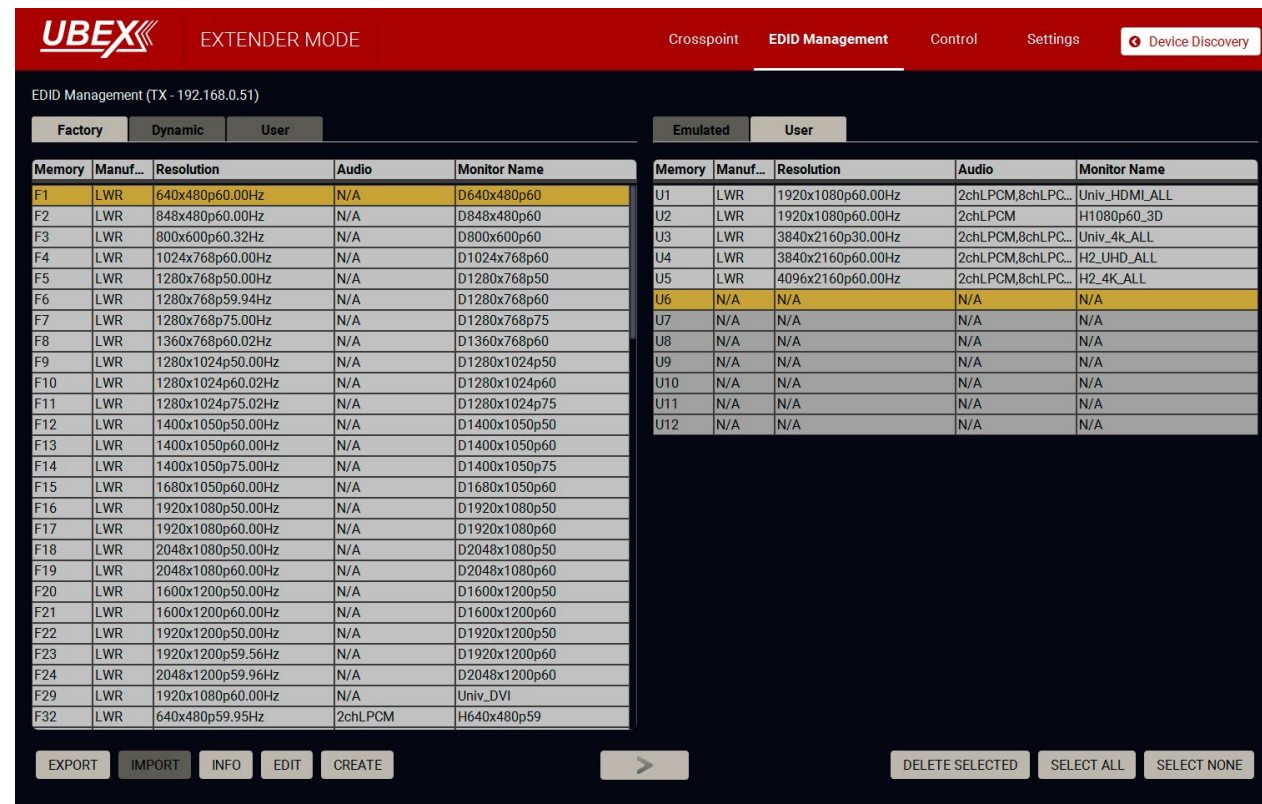 UBEX EXTENDER MODE Crosspoint EDID Management Control Settings Device Discovery
EDID Management (TX - 192.168.0.51)
Factory Dynamic User Emulated User
Memory Manuf... Resolution Audio Monitor Name Memory Manuf... Resolution Audio Monitor Name
F1 LWR 640x480p60.00Hz N/A D640x480p60 U1 LWR 1920x1080p60.00Hz 2chLPCM,8chLPC... Univ_HDMI_ALL
F2 LWR 848x480p60.00Hz N/A D848x480p60 U2 LWR 1920x1080p60.00Hz 2chLPCM H1080p60_3D
F3 LWR 800x600p60.32Hz N/A D800x600p60 U3 LWR 3840x2160p30.00Hz 2chLPCM,8chLPC... Univ_4k_ALL
F4 LWR 1024x768p60.00Hz N/A D1024x768p60 U4 LWR 3840x2160p60.00Hz 2chLPCM,8chLPC... H2_UHD_ALL
F5 LWR 1280x768p50.00Hz N/A D1280x768p50 U5 LWR 4096x2160p60.00Hz 2chLPCM,8chLPC... H2_4K_ALL
F6 LWR 1280x768p59.94Hz N/A D1280x768p60 U6 N/A N/A N/A N/A
F7 LWR 1280x768p75.00Hz N/A D1280x768p75 U7 N/A N/A N/A N/A
F8 LWR 1360x768p60.02Hz N/A D1360x768p60 U8 N/A N/A N/A N/A
F9 LWR 1280x1024p50.00Hz N/A D1280x1024p50 U9 N/A N/A N/A N/A
F10 LWR 1280x1024p60.02Hz N/A D1280x1024p60 U10 N/A N/A N/A N/A
F11 LWR 1280x1024p75.02Hz N/A D1280x1024p75 U11 N/A N/A N/A N/A
F12 LWR 1400x1050p50.00Hz N/A D1400x1050p50 U12 N/A N/A N/A N/A
F13 LWR 1400x1050p60.00Hz N/A D1400x1050p60
F14 LWR 1400x1050p75.00Hz N/A D1400x1050p75
F15 LWR 1680x1050p60.00Hz N/A D1680x1050p60
F16 LWR 1920x1080p50.00Hz N/A D1920x1080p50
F17 LWR 1920x1080p60.00Hz N/A D1920x1080p60
F18 LWR 2048x1080p50.00Hz N/A D2048x1080p50
F19 LWR 2048x1080p60.00Hz N/A D2048x1080p60
F20 LWR 1600x1200p50.00Hz N/A D1600x1200p50
F21 LWR 1600x1200p60.00Hz N/A D1600x1200p60
F22 LWR 1920x1200p50.00Hz N/A D1920x1200p50
F23 LWR 1920x1200p59.56Hz N/A D1920x1200p60
F24 LWR 2048x1200p59.96Hz N/A D2048x1200p60
F29 LWR 1920x1080p60.00Hz N/A Univ_DVI
F32 LWR 640x480p59.95Hz 2chLPCM H640x480p59
EXPORT IMPORT INFO EDIT CREATE > DELETE SELECTED SELECT ALL SELECT NONE